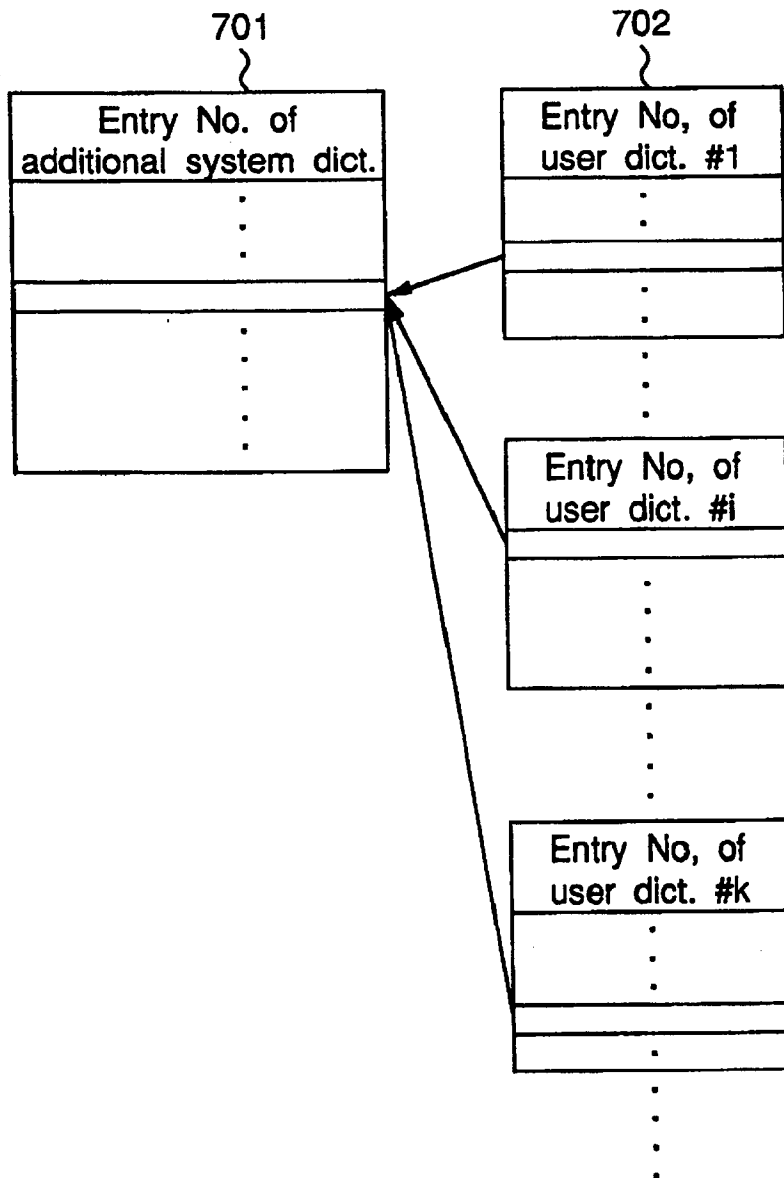 701
702
Entry No. of
additional system dict.
Entry No, of
user dict. #1
Entry No, of
user dict. #i
Entry No, of
user dict. #k